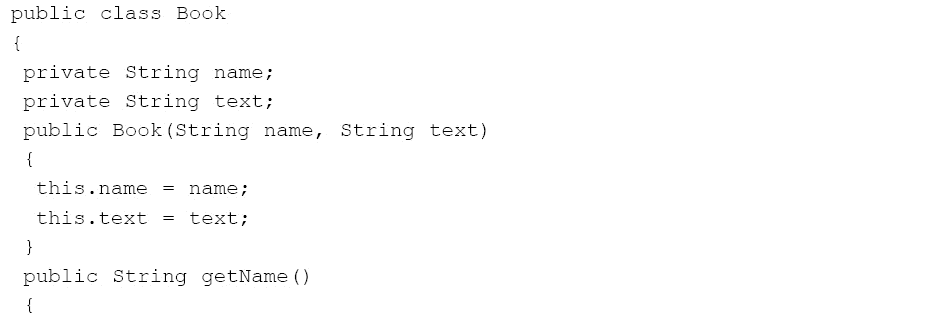 public class Book
{
private String name;
private String text;
public Book(String name, String text)
{
this.name = name;
this.text = text;
}
public String getName()
{